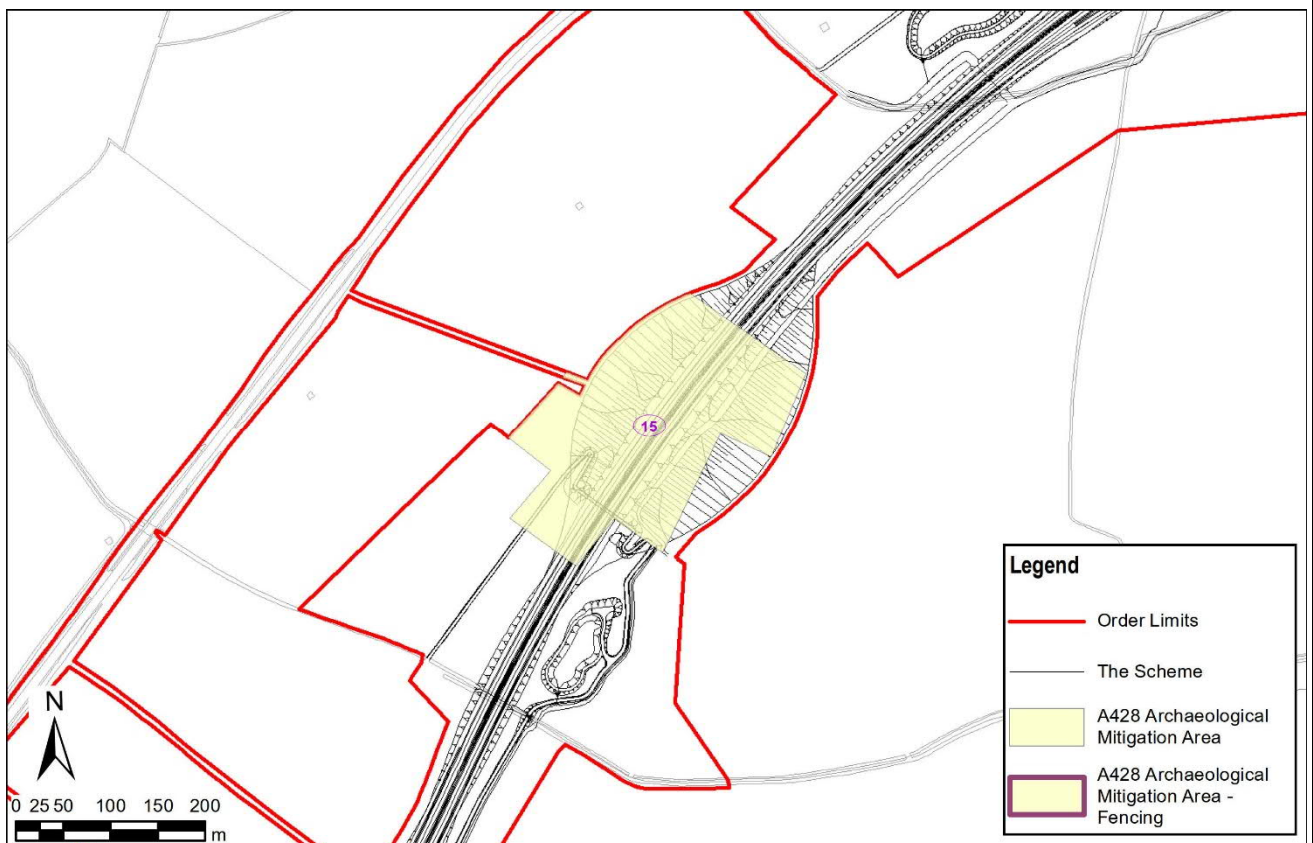 15
Legend
Order Limits
The Scheme
A428 Archaeological
Mitigation Area
A428 Archaeological
Mitigation Area -
Fencing
N
0 25 50 100 150 200
m